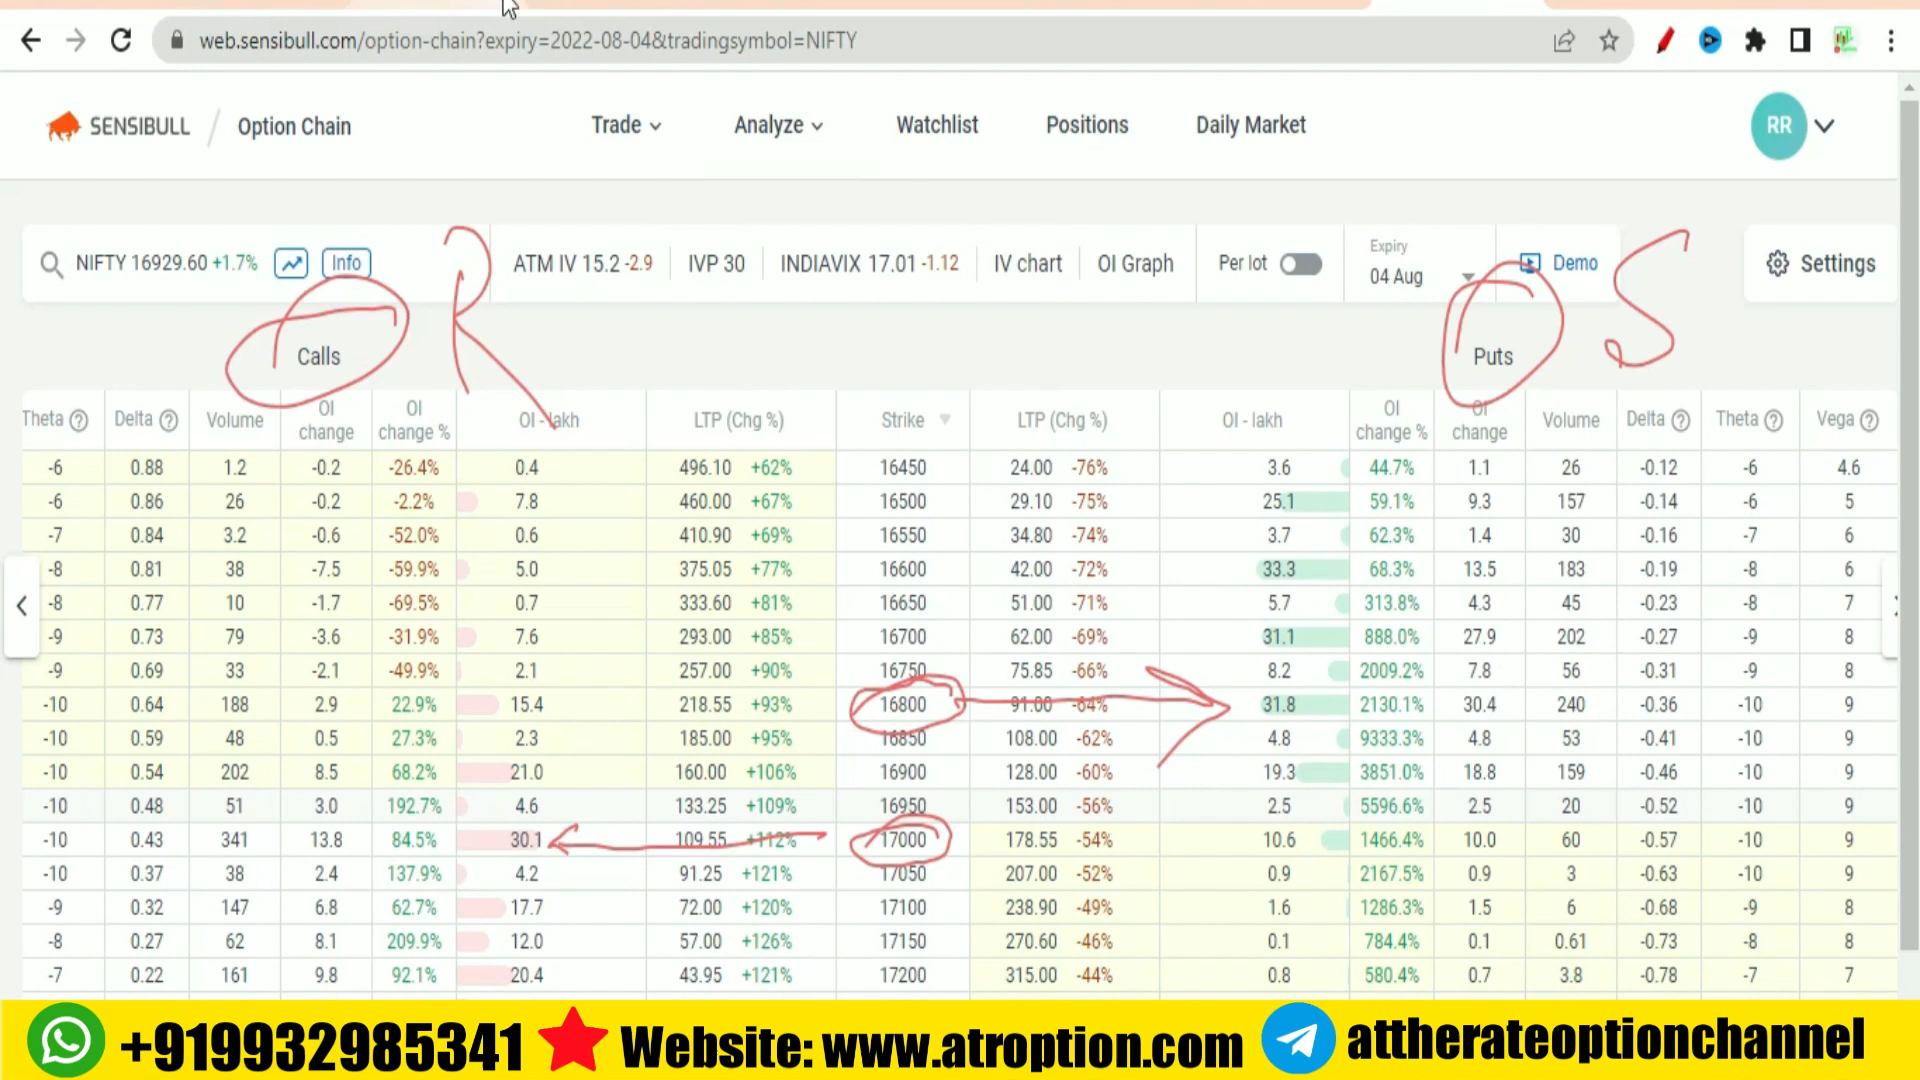 web.sensibull.com/option-chain?expiry=2022-08-04&tradingsymbol=NIFTY
SENSIBULL / Option Chain Trade Analyze Watchlist Positions Daily Market RR
NIFTY 16929.60 +1.7% Info R ATM IV 15.2 -2.9 IVP 30 INDIAVIX 17.01 -1.12 IV chart OI Graph Per lot Expiry 04 Aug Demo S Settings
Calls Puts
Theta Delta Volume OI change OI change % OI - lakh LTP (Chg %) Strike LTP (Chg %) OI - lakh OI change % OI change Volume Delta Theta Vega
-6 0.88 1.2 -0.2 -26.4% 0.4 496.10 +62% 16450 24.00 -76% 3.6 44.7% 1.1 26 -0.12 -6 4.6
-6 0.86 26 -0.2 -2.2% 7.8 460.00 +67% 16500 29.10 -75% 25.1 59.1% 9.3 157 -0.14 -6 5
-7 0.84 3.2 -0.6 -52.0% 0.6 410.90 +69% 16550 34.80 -74% 3.7 62.3% 1.4 30 -0.16 -7 6
-8 0.81 38 -7.5 -59.9% 5.0 375.05 +77% 16600 42.00 -72% 33.3 68.3% 13.5 183 -0.19 -8 6
-8 0.77 10 -1.7 -69.5% 0.7 333.60 +81% 16650 51.00 -71% 5.7 313.8% 4.3 45 -0.23 -8 7
-9 0.73 79 -3.6 -31.9% 7.6 293.00 +85% 16700 62.00 -69% 31.1 888.0% 27.9 202 -0.27 -9 8
-9 0.69 33 -2.1 -49.9% 2.1 257.00 +90% 16750 75.85 -66% 8.2 2009.2% 7.8 56 -0.31 -9 8
-10 0.64 188 2.9 22.9% 15.4 218.55 +93% 16800 91.00 -64% 31.8 2130.1% 30.4 240 -0.36 -10 9
-10 0.59 48 0.5 27.3% 2.3 185.00 +95% 16850 108.00 -62% 4.8 9333.3% 4.8 53 -0.41 -10 9
-10 0.54 202 8.5 68.2% 21.0 160.00 +106% 16900 128.00 -60% 19.3 3851.0% 18.8 159 -0.46 -10 9
-10 0.48 51 3.0 192.7% 4.6 133.25 +109% 16950 153.00 -56% 2.5 5596.6% 2.5 20 -0.52 -10 9
-10 0.43 341 13.8 84.5% 30.1 109.55 +112% 17000 178.55 -54% 10.6 1466.4% 10.0 60 -0.57 -10 9
-10 0.37 38 2.4 137.9% 4.2 91.25 +121% 17050 207.00 -52% 0.9 2167.5% 0.9 3 -0.63 -10 9
-9 0.32 147 6.8 62.7% 17.7 72.00 +120% 17100 238.90 -49% 1.6 1286.3% 1.5 6 -0.68 -9 8
-8 0.27 62 8.1 209.9% 12.0 57.00 +126% 17150 270.60 -46% 0.1 784.4% 0.1 0.61 -0.73 -8 8
-7 0.22 161 9.8 92.1% 20.4 43.95 +121% 17200 315.00 -44% 0.8 580.4% 0.7 3.8 -0.78 -7 7
+919932985341 Website: www.atroption.com attherateoptionchannel